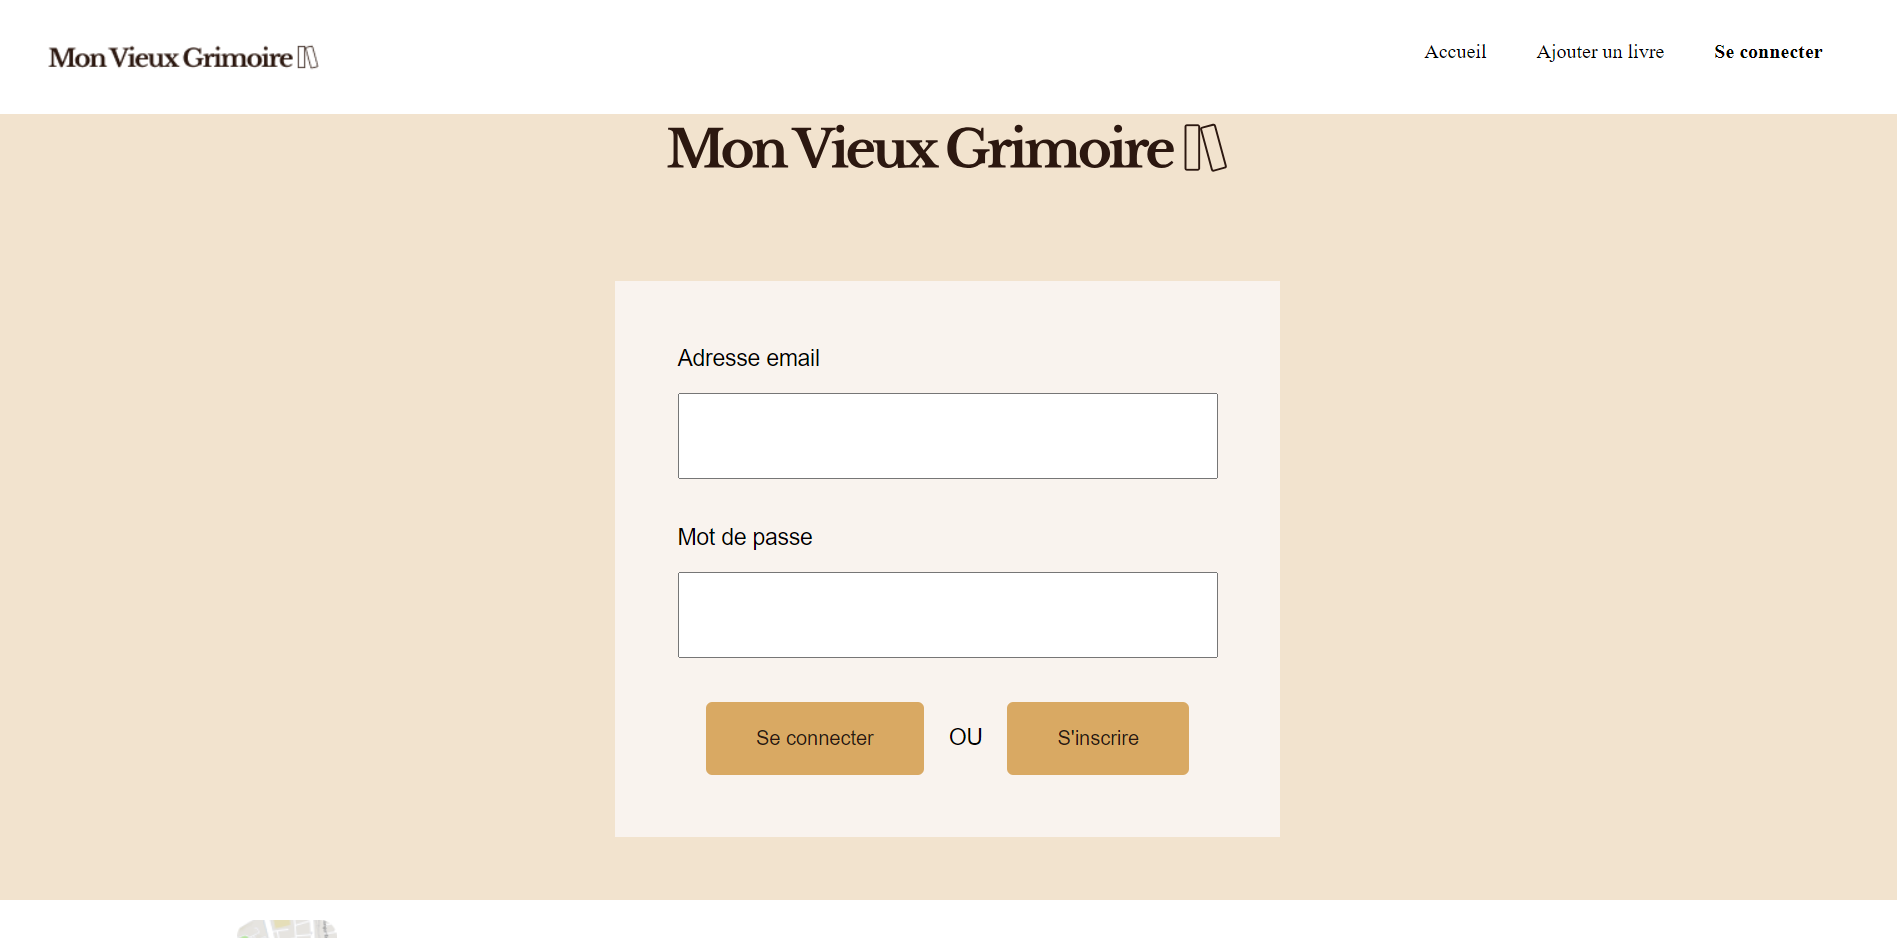 Mon Vieux Grimoire
Accueil
Ajouter un livre
Se connecter
Mon Vieux Grimoire
Adresse email
Mot de passe
Se connecter
OU
S'inscrire